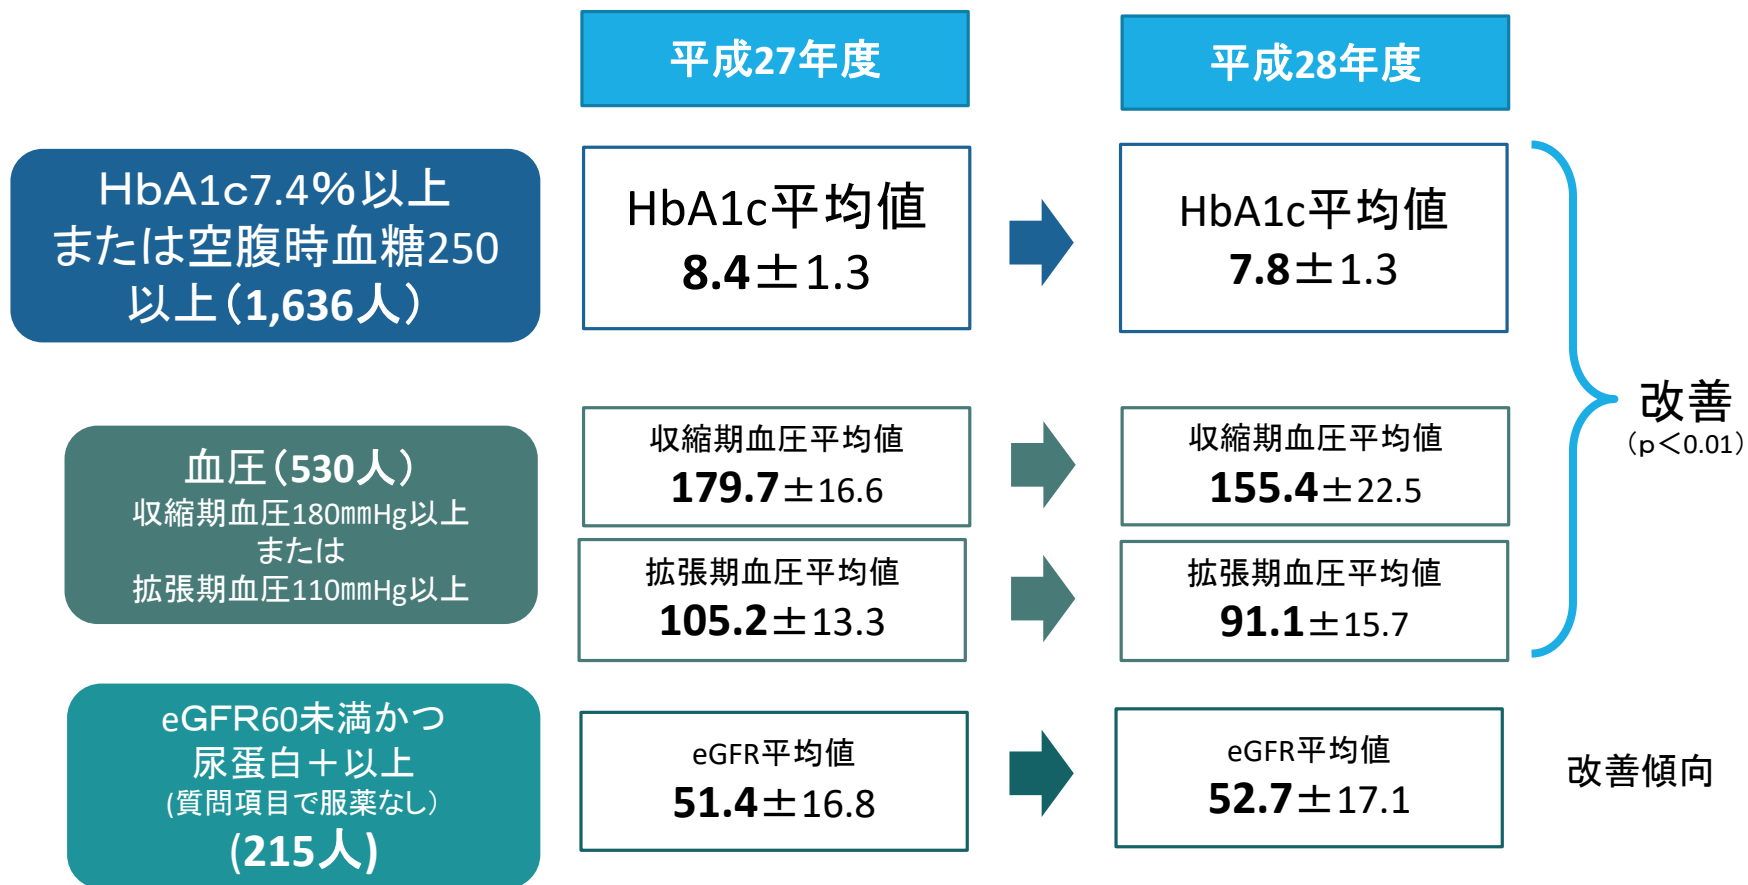 平成27年度
平成28年度
HbA1c7.4%以上
または空腹時血糖250
以上(1,636人)
HbA1c平均値
8.4±1.3
HbA1c平均値
7.8±1.3
血圧(530人)
収縮期血圧180㎜Hg以上
または
拡張期血圧110㎜Hg以上
収縮期血圧平均値
179.7±16.6
収縮期血圧平均値
155.4±22.5
拡張期血圧平均値
105.2±13.3
拡張期血圧平均値
91.1±15.7
改善
(p<0.01)
eGFR60未満かつ
尿蛋白+以上
(質問項目で服薬なし)
(215人)
eGFR平均値
51.4±16.8
eGFR平均値
52.7±17.1
改善傾向